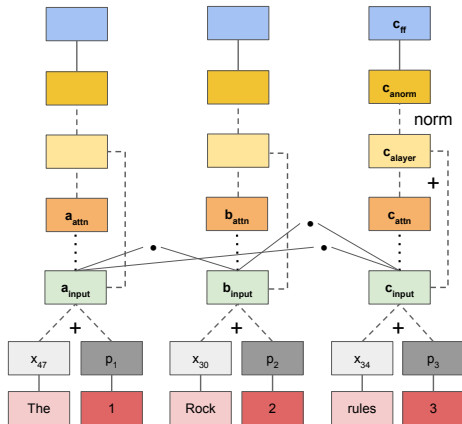 c_ff
c_anorm
norm
c_alayer
+
a_attn b_attn c_attn
a_input b_input c_input
+ + +
x_47 p_1 x_30 p_2 x_34 p_3
The 1 Rock 2 rules 3